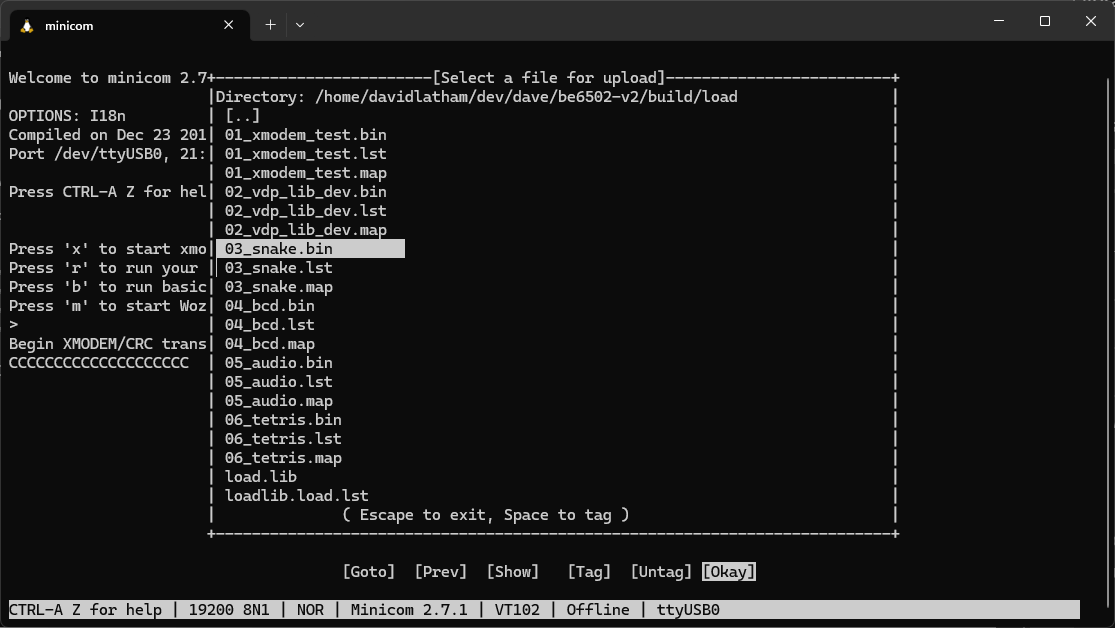 minicom
Welcome to minicom 2.7+------------------------[Select a file for upload]-------------------------+
|Directory: /home/davidlatham/dev/dave/be6502-v2/build/load |
OPTIONS: I18n | [..] |
Compiled on Dec 23 201| 01_xmodem_test.bin |
Port /dev/ttyUSB0, 21:| 01_xmodem_test.lst |
| 01_xmodem_test.map |
Press CTRL-A Z for hel| 02_vdp_lib_dev.bin |
| 02_vdp_lib_dev.lst |
| 02_vdp_lib_dev.map |
Press 'x' to start xmo| 03_snake.bin |
Press 'r' to run your | 03_snake.lst |
Press 'b' to run basic| 03_snake.map |
Press 'm' to start Woz| 04_bcd.bin |
> | 04_bcd.lst |
Begin XMODEM/CRC trans| 04_bcd.map |
CCCCCCCCCCCCCCCCCCCC | 05_audio.bin |
| 05_audio.lst |
| 05_audio.map |
| 06_tetris.bin |
| 06_tetris.lst |
| 06_tetris.map |
| load.lib |
| loadlib.load.lst |
| ( Escape to exit, Space to tag ) |
+---------------------------------------------------------------------------+
[Goto] [Prev] [Show] [Tag] [Untag] [Okay]
CTRL-A Z for help | 19200 8N1 | NOR | Minicom 2.7.1 | VT102 | Offline | ttyUSB0